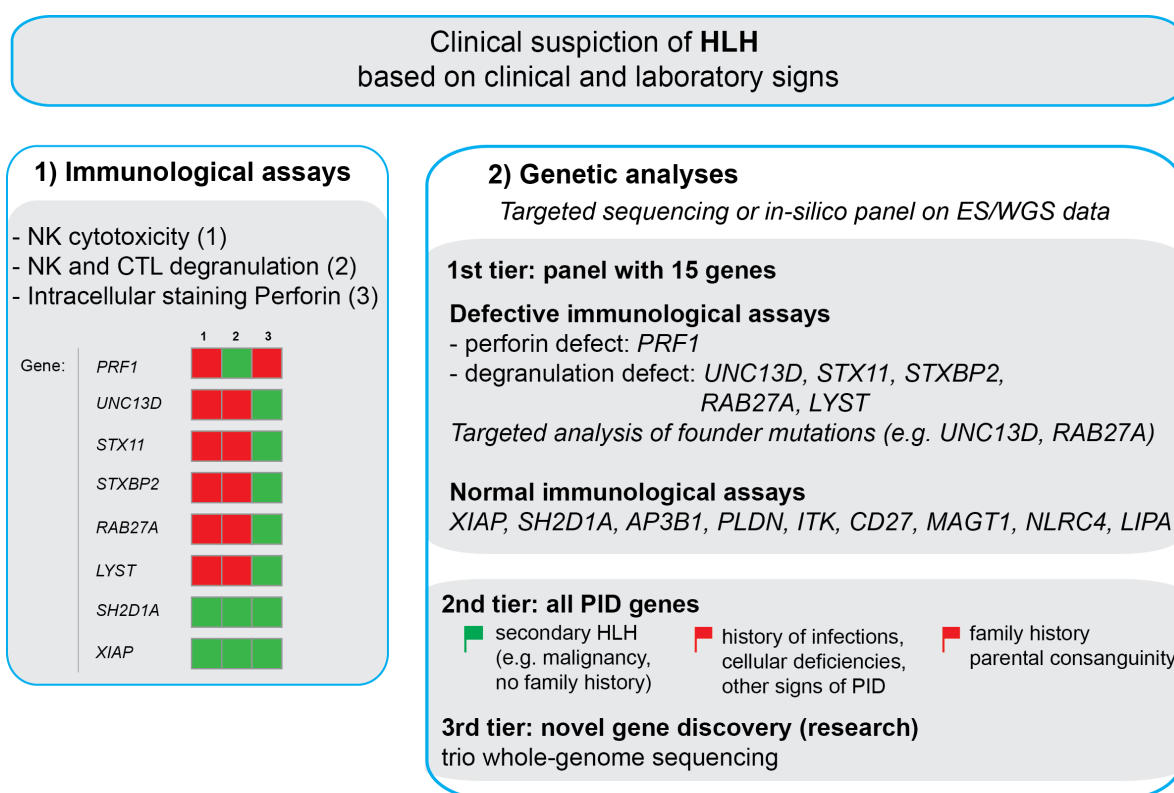 Clinical suspiction of HLH
based on clinical and laboratory signs
1) Immunological assays
- NK cytotoxicity (1)
- NK and CTL degranulation (2)
- Intracellular staining Perforin (3)
1 2 3
Gene: PRF1
UNC13D
STX11
STXBP2
RAB27A
LYST
SH2D1A
XIAP
2) Genetic analyses
Targeted sequencing or in-silico panel on ES/WGS data
1st tier: panel with 15 genes
Defective immunological assays
- perforin defect: PRF1
- degranulation defect: UNC13D, STX11, STXBP2,
RAB27A, LYST
Targeted analysis of founder mutations (e.g. UNC13D, RAB27A)
Normal immunological assays
XIAP, SH2D1A, AP3B1, PLDN, ITK, CD27, MAGT1, NLRC4, LIPA
2nd tier: all PID genes
secondary HLH
(e.g. malignancy,
no family history)
history of infections,
cellular deficiencies,
other signs of PID
family history
parental consanguinity
3rd tier: novel gene discovery (research)
trio whole-genome sequencing